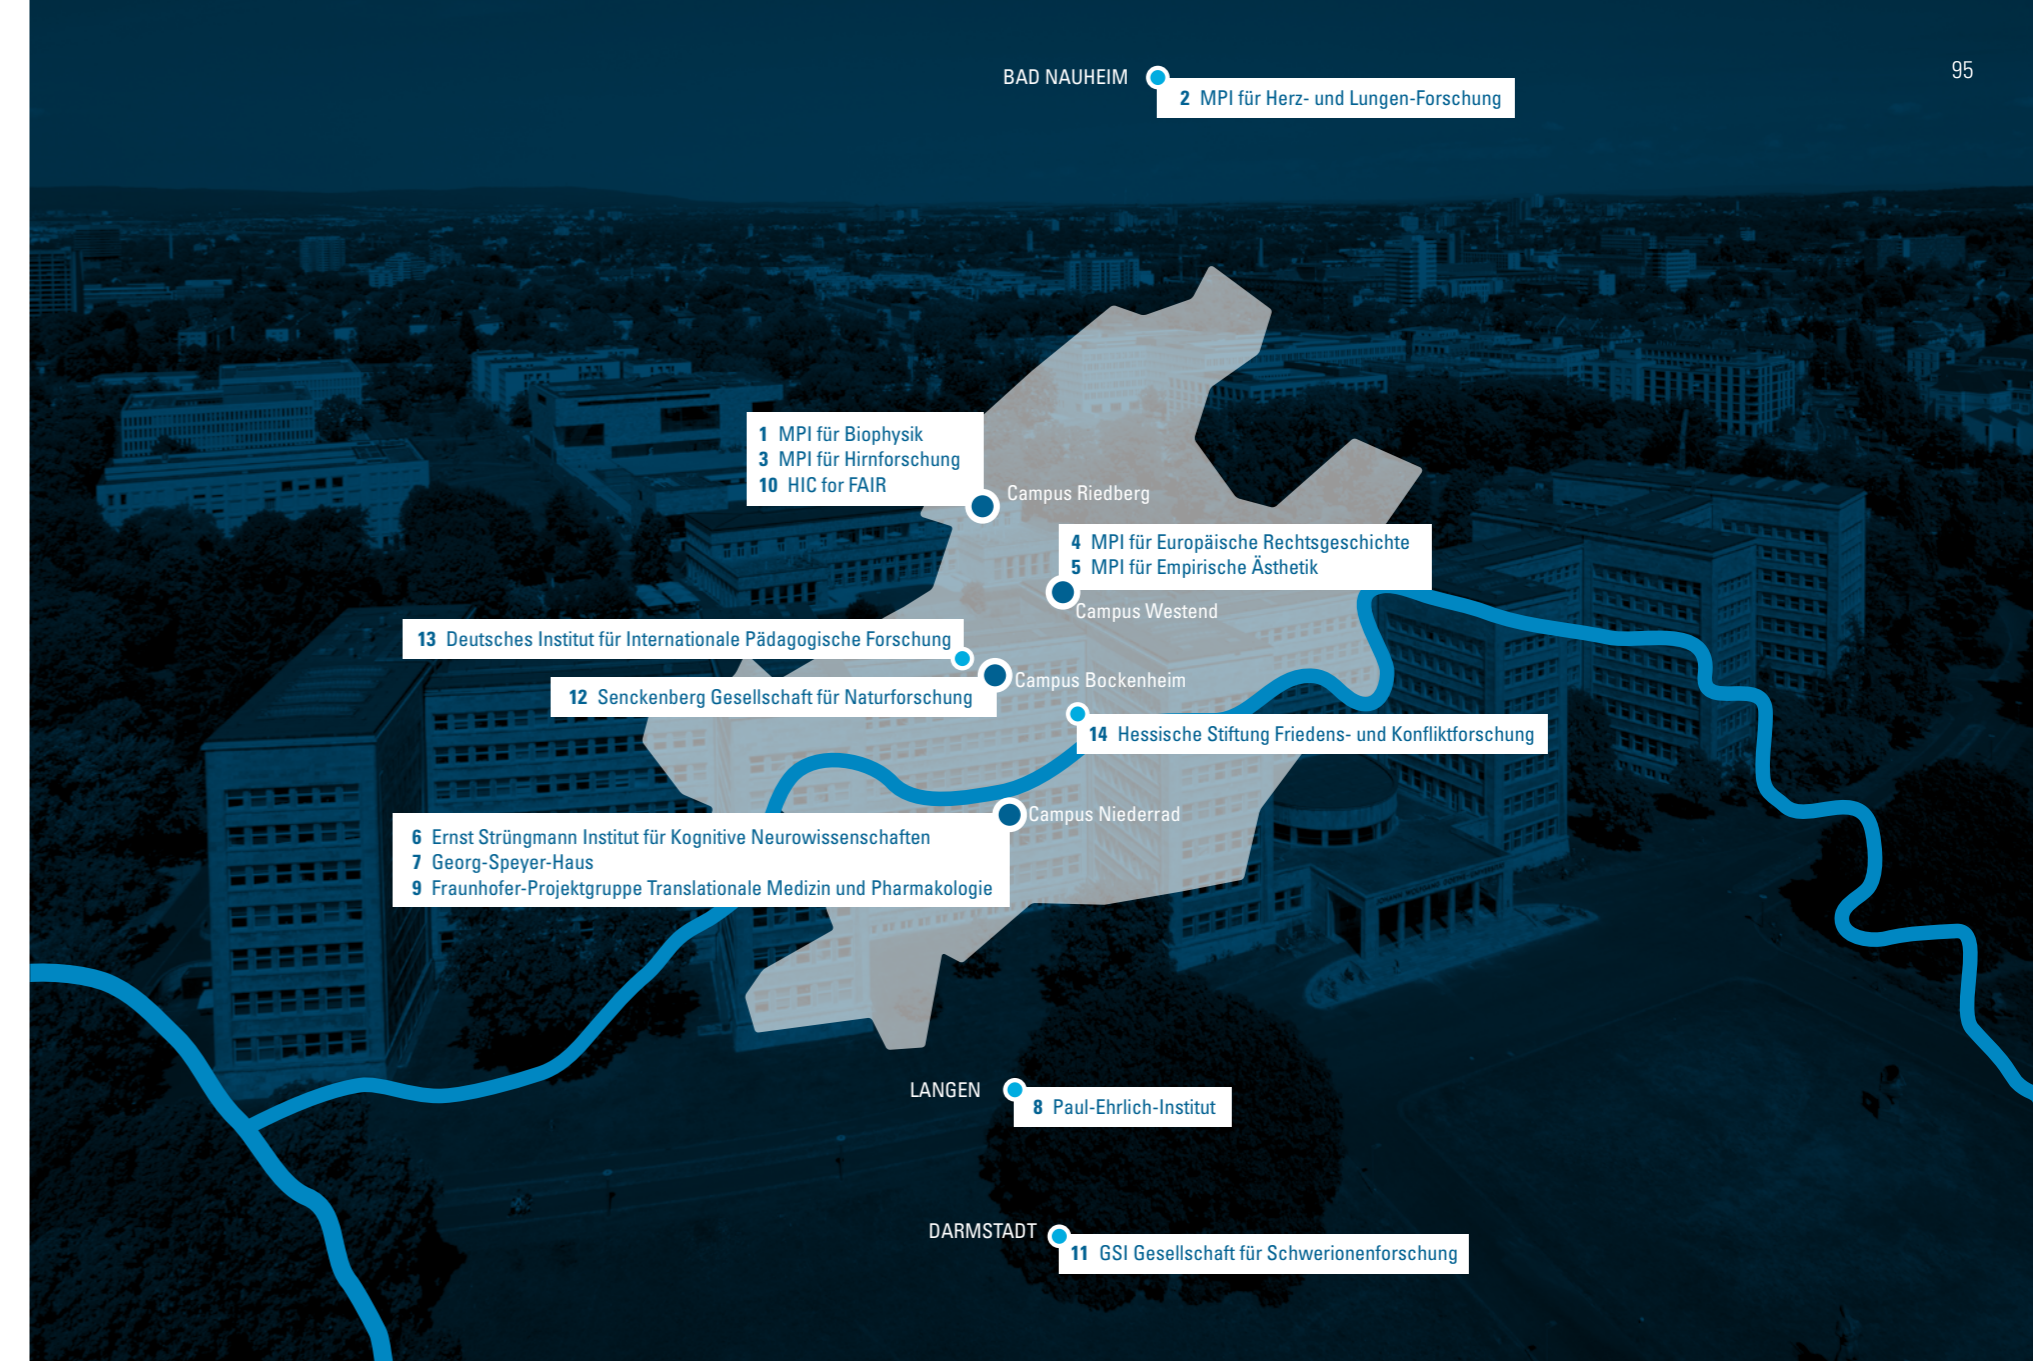 95
BAD NAUHEIM
2 MPI für Herz- und Lungen-Forschung
1 MPI für Biophysik
3 MPI für Hirnforschung
10 HIC for FAIR
Campus Riedberg
4 MPI für Europäische Rechtsgeschichte
5 MPI für Empirische Ästhetik
Campus Westend
13 Deutsches Institut für Internationale Pädagogische Forschung
12 Senckenberg Gesellschaft für Naturforschung
Campus Bockenheim
14 Hessische Stiftung Friedens- und Konfliktforschung
Campus Niederrad
6 Ernst Strüngmann Institut für Kognitive Neurowissenschaften
7 Georg-Speyer-Haus
9 Fraunhofer-Projektgruppe Translationale Medizin und Pharmakologie
LANGEN
8 Paul-Ehrlich-Institut
DARMSTADT
11 GSI Gesellschaft für Schwerionenforschung